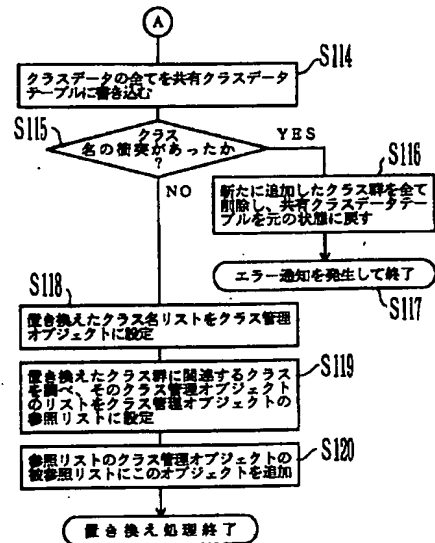 A
S114
クラスデータの全てを共有クラスデータ
テーブルに書き込む
S115
クラス
名の衝突があったか
?
YES
NO
S116
新たに追加したクラス群を全て
削除し、共有クラスデータテー
ブルを元の状態に戻す
エラー通知を発生して終了
S117
S118
置き換えたクラス名リストをクラス管理
オブジェクトに設定
S119
置き換えたクラス群に関連するクラス
を調べ、そのクラス管理オブジェクト
のリストをクラス管理オブジェクトの
参照リストに設定
S120
参照リストのクラス管理オブジェクトの
被参照リストにこのオブジェクトを追加
置き換え処理終了